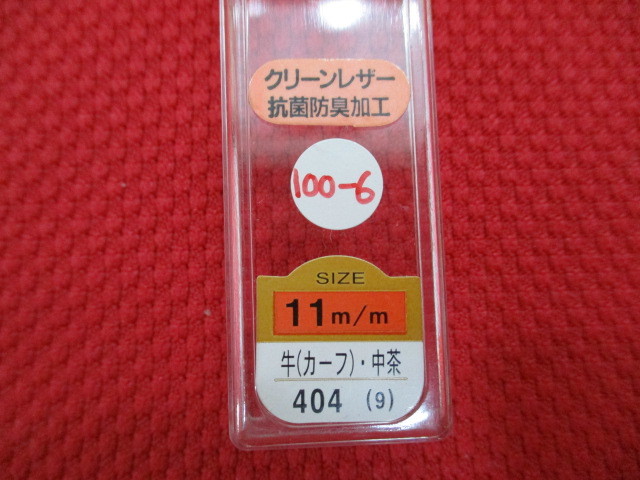 クリーンレザー
抗菌防臭加工
100-6
SIZE
11m/m
牛(カーフ)・中茶
404 (9)